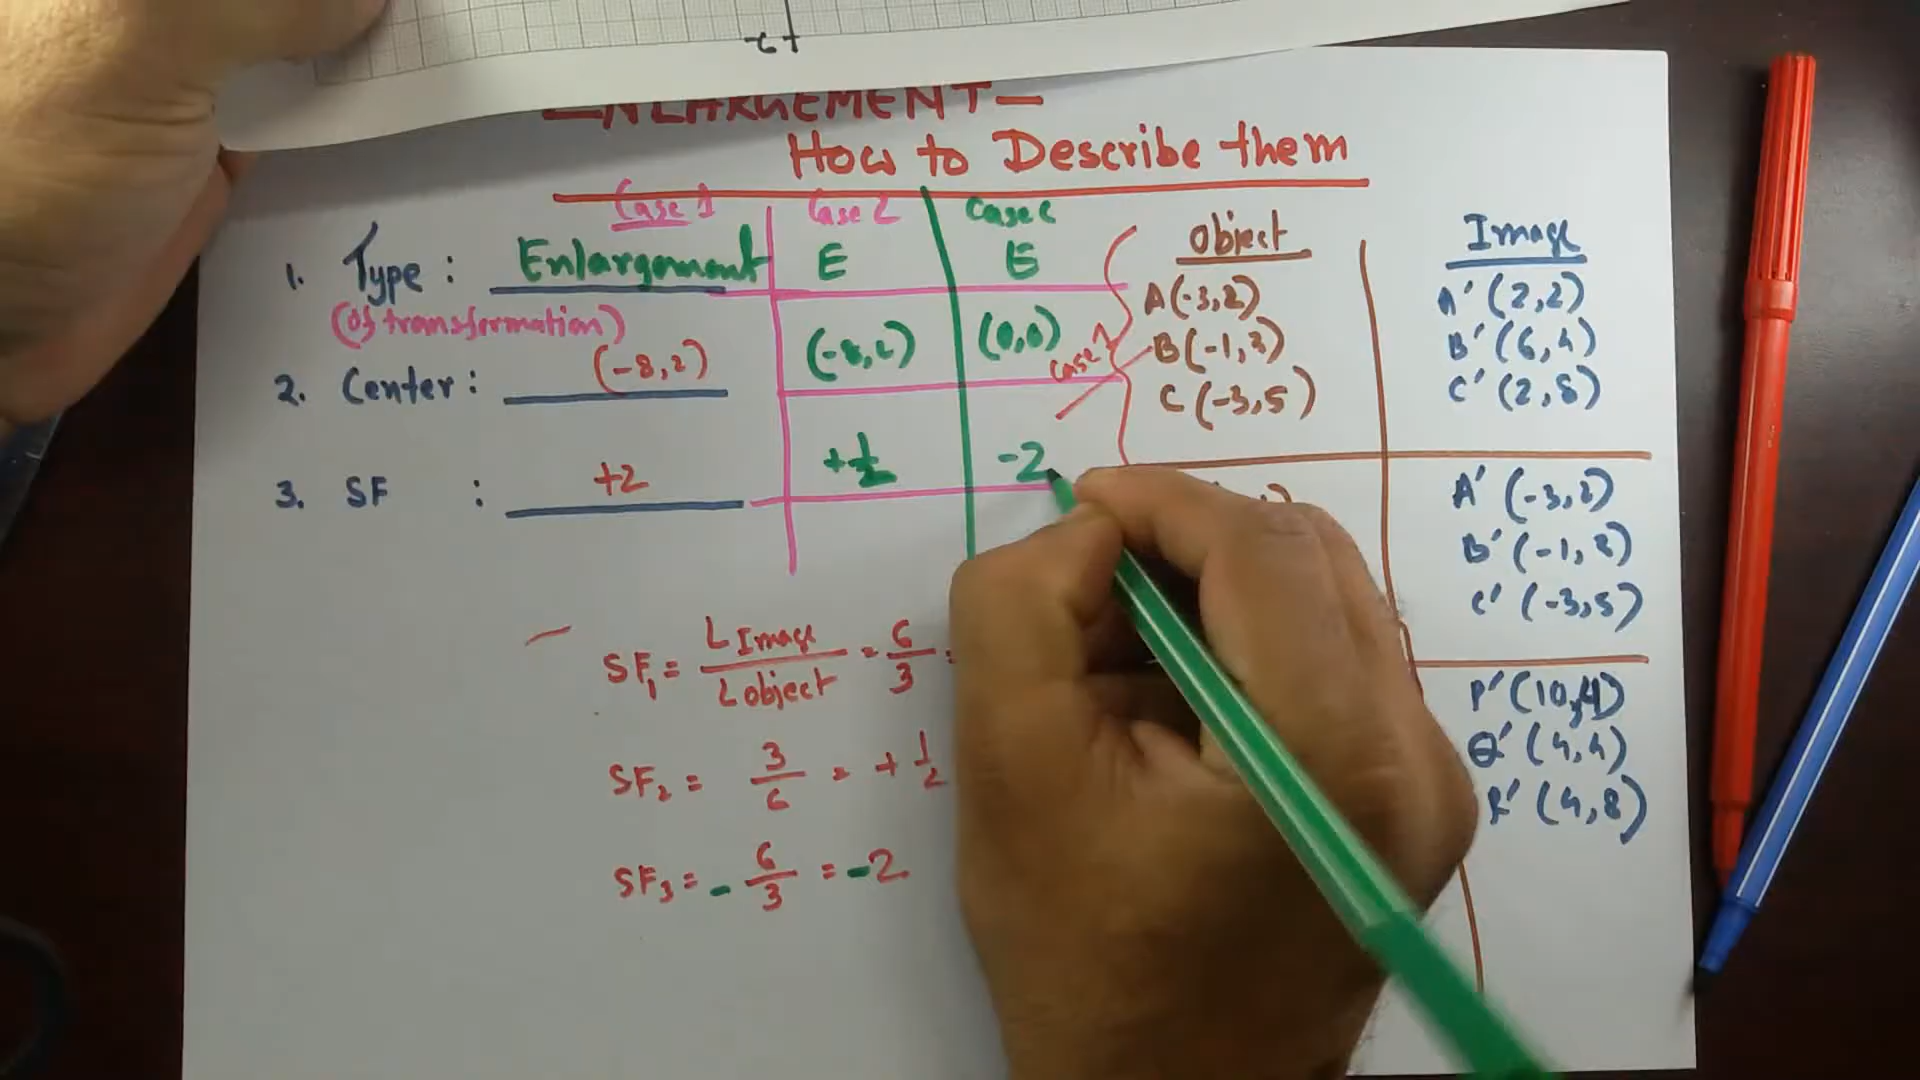 ENLARGEMENT —
How to Describe them
Case 1 Case 2 Case c
1. Type : Enlargement E E
(Of transformation)
2. Center : (-8,2) (-8,2) (0,0)
3. SF : +2 +1/2 -2
Case 1
Object
A(-3,2)
B(-1,3)
C(-3,5)
Image
A' (2,2)
B' (6,4)
C' (2,8)
A' (-3,2)
B' (-1,3)
C' (-3,5)
P' (10,4)
Q' (4,4)
R' (4,8)
SF₁ = L Image / L object = 6/3 =
SF₂ = 3/6 = + 1/2
SF₃ = - 6/3 = -2